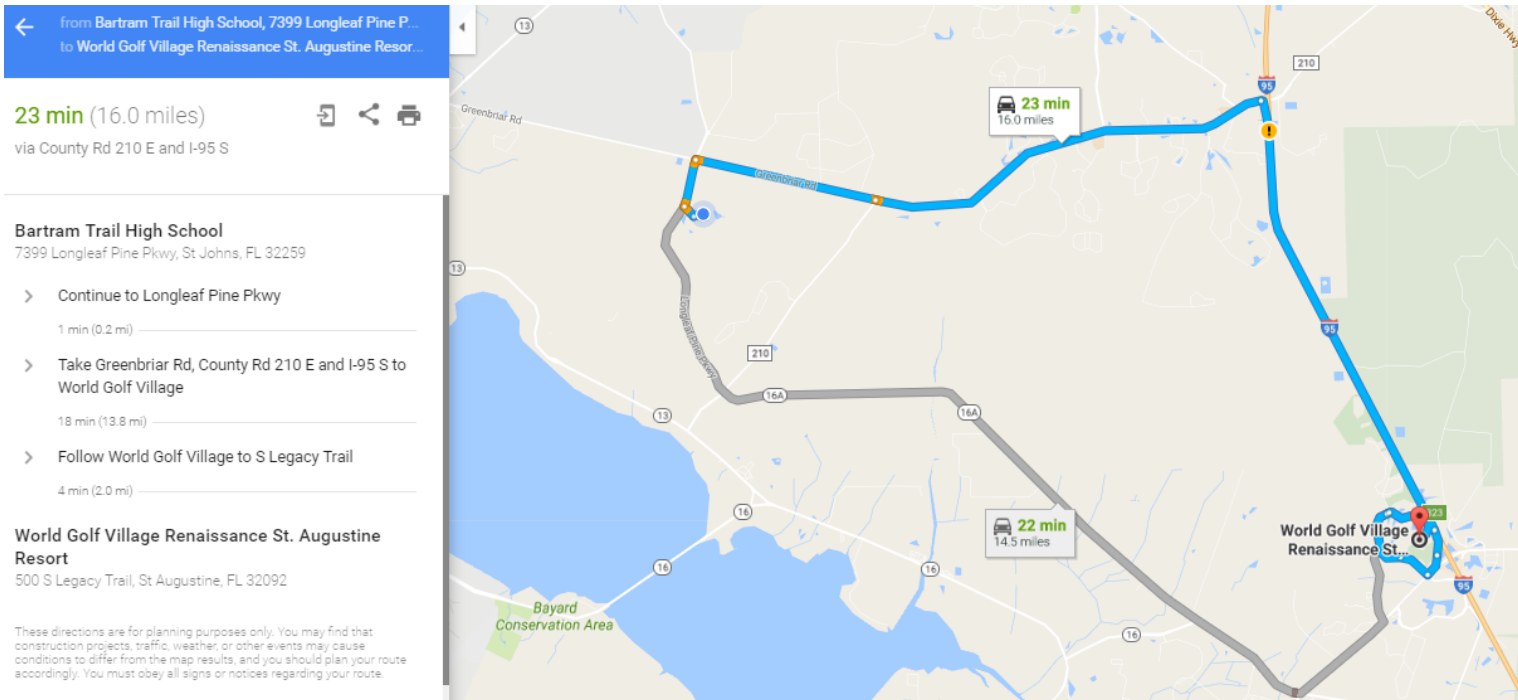 from Bartram Trail High School, 7399 Longleaf Pine P...
to World Golf Village Renaissance St. Augustine Resor...
23 min (16.0 miles)
via County Rd 210 E and I-95 S
Bartram Trail High School
7399 Longleaf Pine Pkwy, St Johns, FL 32259
Continue to Longleaf Pine Pkwy
1 min (0.2 mi)
Take Greenbriar Rd, County Rd 210 E and I-95 S to
World Golf Village
18 min (13.8 mi)
Follow World Golf Village to S Legacy Trail
4 min (2.0 mi)
World Golf Village Renaissance St. Augustine
Resort
500 S Legacy Trail, St Augustine, FL 32092
These directions are for planning purposes only. You may find that
construction projects, traffic, weather, or other events may cause
conditions to differ from the map results, and you should plan your route
accordingly. You must obey all signs or notices regarding your route.
13
Dixie Hwy
210
95
Greenbriar Rd
23 min
16.0 miles
Greenbriar Rd
13
Longleaf Pine Pkwy
95
210
16A
13
16A
16
22 min
14.5 miles
323
World Golf Village
Renaissance St...
16
16
95
Bayard
Conservation Area
16